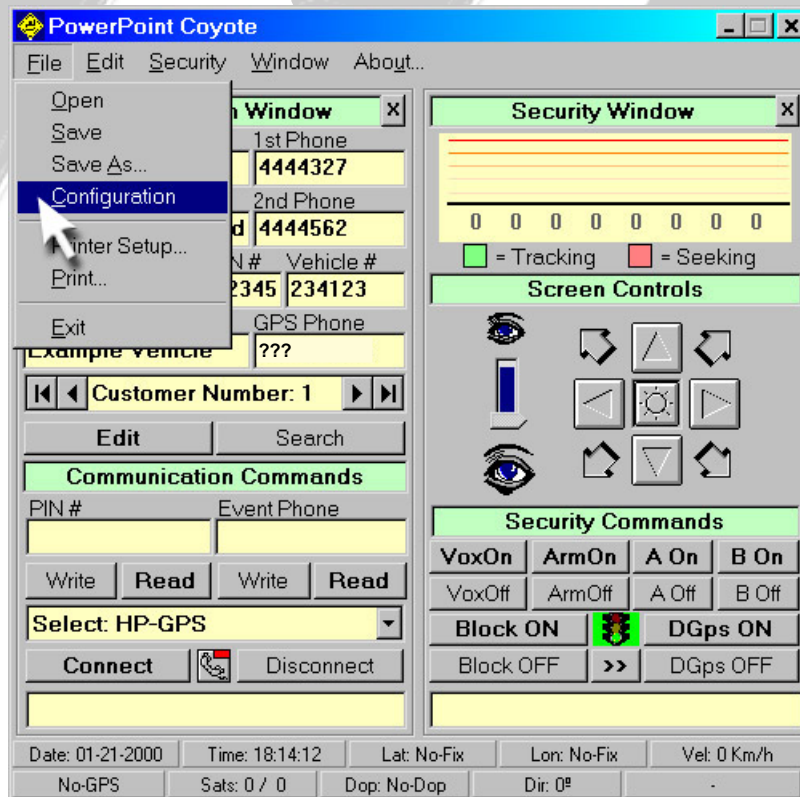 PowerPoint Coyote
File Edit Security Window About...
Open
Save
Save As...
Configuration
Printer Setup...
Print...
Exit
Window
1st Phone
4444327
2nd Phone
4444562
Vehicle #
2345 234123
GPS Phone
Example Vehicle ???
Customer Number: 1
Edit Search
Communication Commands
PIN # Event Phone
Write Read Write Read
Select: HP-GPS
Connect Disconnect
Security Window
0 0 0 0 0 0 0 0
= Tracking = Seeking
Screen Controls
Security Commands
VoxOn ArmOn A On B On
VoxOff ArmOff A Off B Off
Block ON DGps ON
Block OFF >> DGps OFF
Date: 01-21-2000 Time: 18:14:12 Lat: No-Fix Lon: No-Fix Vel: 0 Km/h
No-GPS Sats: 0 / 0 Dop: No-Dop Dir: 0º -